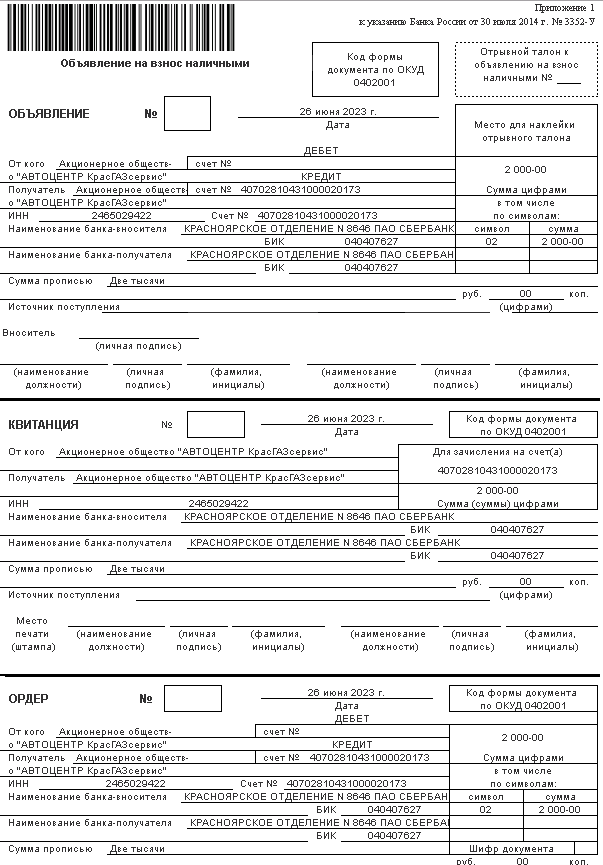 Приложение 1
к указанию Банка России от 30 июля 2014 г. № 3352-У
Объявление на взнос наличными
Код формы
документа по ОКУД
0402001
Отрывной талон к
объявлению на взнос
наличными № ____
ОБЪЯВЛЕНИЕ № 26 июня 2023 г.
Дата
Место для наклейки
отрывного талона
ДЕБЕТ
От кого Акционерное обществ- счет №
о "АВТОЦЕНТР КрасГАЗсервис" КРЕДИТ
2 000-00
Получатель Акционерное обществ- счет № 40702810431000020173
Сумма цифрами
о "АВТОЦЕНТР КрасГАЗсервис"
в том числе
ИНН 2465029422 Счет № 40702810431000020173
по символам:
Наименование банка-вносителя КРАСНОЯРСКОЕ ОТДЕЛЕНИЕ N 8646 ПАО СБЕРБАНК символ сумма
БИК 040407627 02 2 000-00
Наименование банка-получателя КРАСНОЯРСКОЕ ОТДЕЛЕНИЕ N 8646 ПАО СБЕРБАН
БИК 040407627
Сумма прописью Две тысячи
руб. 00 коп.
Источник поступления (цифрами)
Вноситель
(личная подпись)
(наименование (личная (фамилия, (наименование (личная (фамилия,
должности) подпись) инициалы) должности) подпись) инициалы)
КВИТАНЦИЯ № 26 июня 2023 г.
Дата
Код формы документа
по ОКУД 0402001
От кого Акционерное общество "АВТОЦЕНТР КрасГАЗсервис" Для зачисления на счет(а)
40702810431000020173
Получатель Акционерное общество "АВТОЦЕНТР КрасГАЗсервис"
2 000-00
ИНН 2465029422 Сумма (суммы) цифрами
Наименование банка-вносителя КРАСНОЯРСКОЕ ОТДЕЛЕНИЕ N 8646 ПАО СБЕРБАНК
БИК 040407627
Наименование банка-получателя КРАСНОЯРСКОЕ ОТДЕЛЕНИЕ N 8646 ПАО СБЕРБАНК
БИК 040407627
Сумма прописью Две тысячи
руб. 00 коп.
Источник поступления (цифрами)
Место
печати
(штампа)
(наименование (личная (фамилия, (наименование (личная (фамилия,
должности) подпись) инициалы) должности) подпись) инициалы)
ОРДЕР № 26 июня 2023 г.
Дата
Код формы документа
по ОКУД 0402001
ДЕБЕТ
От кого Акционерное обществ- счет №
о "АВТОЦЕНТР КрасГАЗсервис" КРЕДИТ
2 000-00
Получатель Акционерное обществ- счет № 40702810431000020173
Сумма цифрами
о "АВТОЦЕНТР КрасГАЗсервис"
в том числе
ИНН 2465029422 Счет № 40702810431000020173
по символам:
Наименование банка-вносителя КРАСНОЯРСКОЕ ОТДЕЛЕНИЕ N 8646 ПАО СБЕРБАН символ сумма
БИК 040407627 02 2 000-00
Наименование банка-получателя КРАСНОЯРСКОЕ ОТДЕЛЕНИЕ N 8646 ПАО СБЕРБА
БИК 040407627
Сумма прописью Две тысячи Шифр документа
руб. 00 коп.